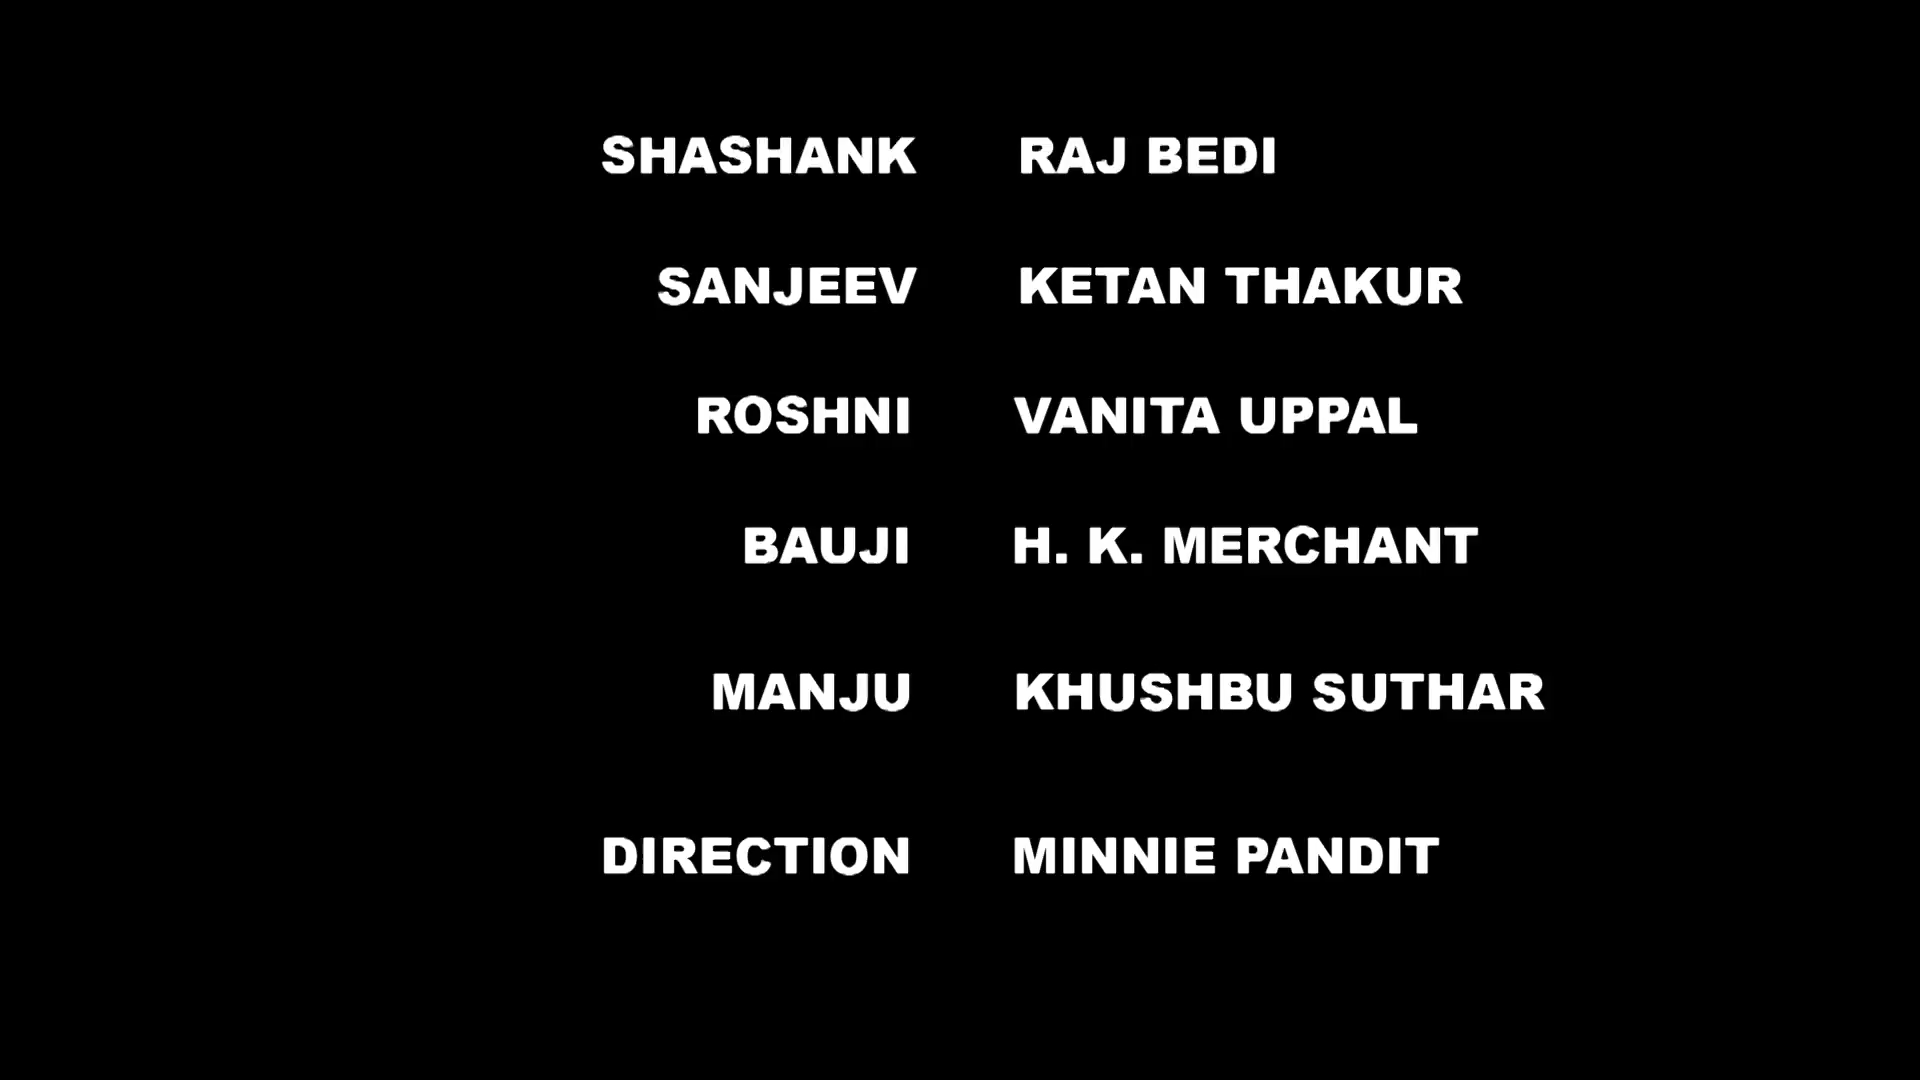 SHASHANK RAJ BEDI
SANJEEV KETAN THAKUR
ROSHNI VANITA UPPAL
BAUJI H. K. MERCHANT
MANJU KHUSHBU SUTHAR
DIRECTION MINNIE PANDIT